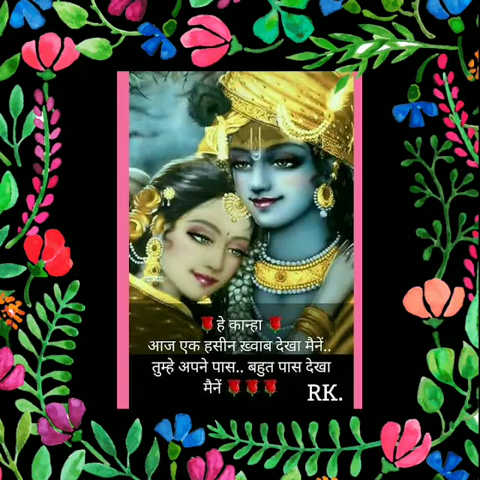 🌹हे कान्हा 🌹
आज एक हसीन ख़्वाब देखा मैनें..
तुम्हे अपने पास.. बहुत पास देखा
मैनें 🌹🌹🌹
RK.